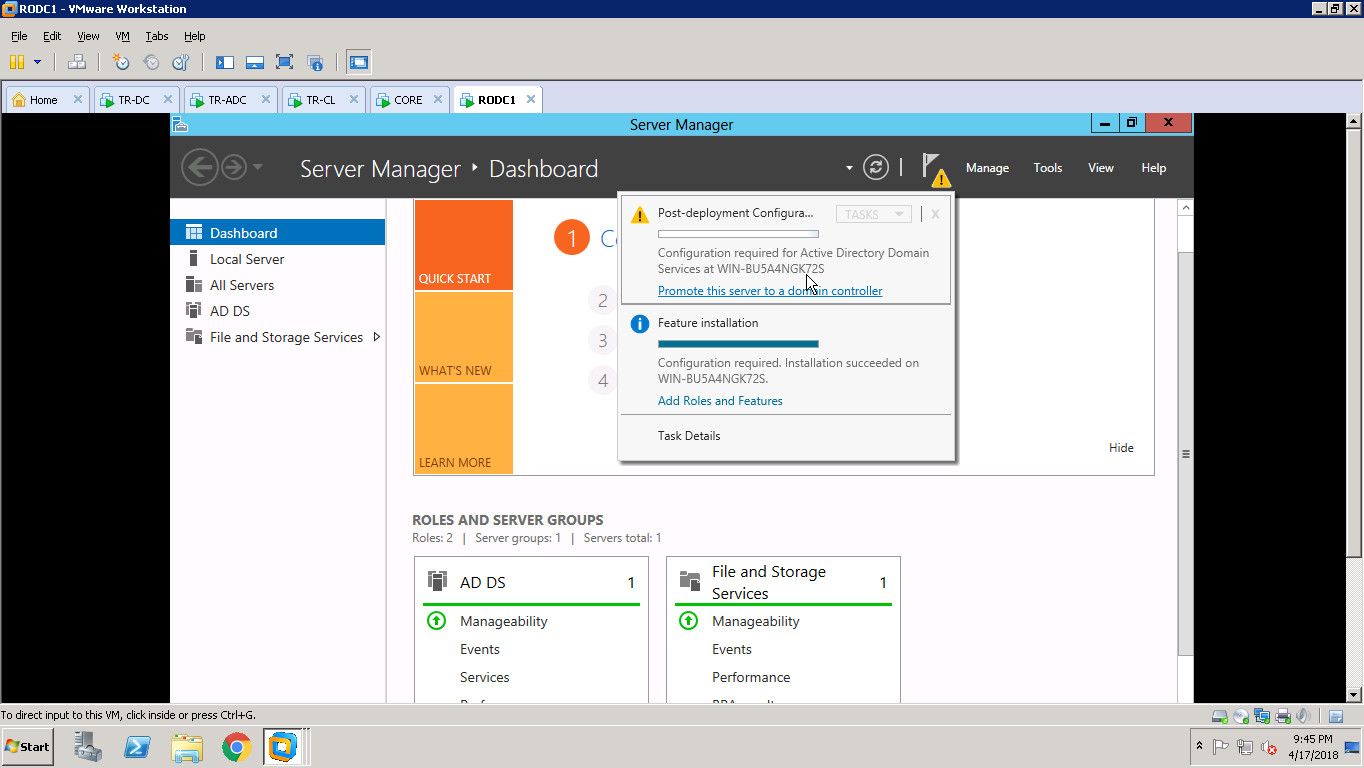 RODC1 - VMware Workstation
File Edit View VM Tabs Help
Home TR-DC TR-ADC TR-CL CORE RODC1
Server Manager
Server Manager Dashboard
Manage Tools View Help
Dashboard
Local Server
All Servers
AD DS
File and Storage Services
QUICK START
WHAT'S NEW
LEARN MORE
1 C
2
3
4
Post-deployment Configura... TASKS
Configuration required for Active Directory Domain
Services at WIN-BU5A4NGK72S
Promote this server to a domain controller
Feature installation
Configuration required. Installation succeeded on
WIN-BU5A4NGK72S.
Add Roles and Features
Task Details
Hide
ROLES AND SERVER GROUPS
Roles: 2 | Server groups: 1 | Servers total: 1
AD DS 1
Manageability
Events
Services
File and Storage
Services 1
Manageability
Events
Performance
To direct input to this VM, click inside or press Ctrl+G.
Start
9:45 PM
4/17/2018